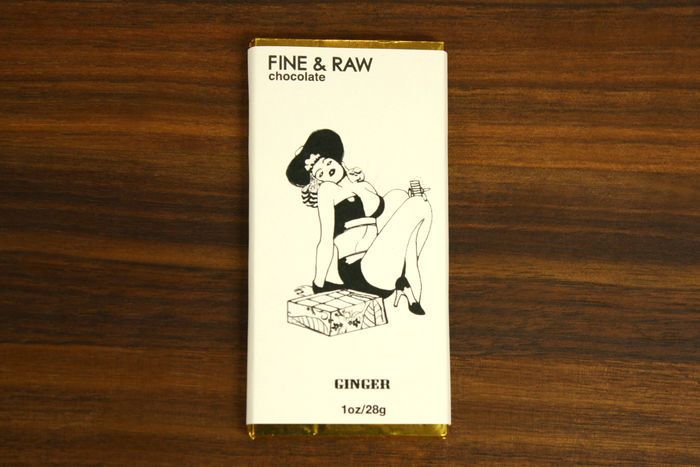 FINE & RAW
chocolate
GINGER
1oz/28g